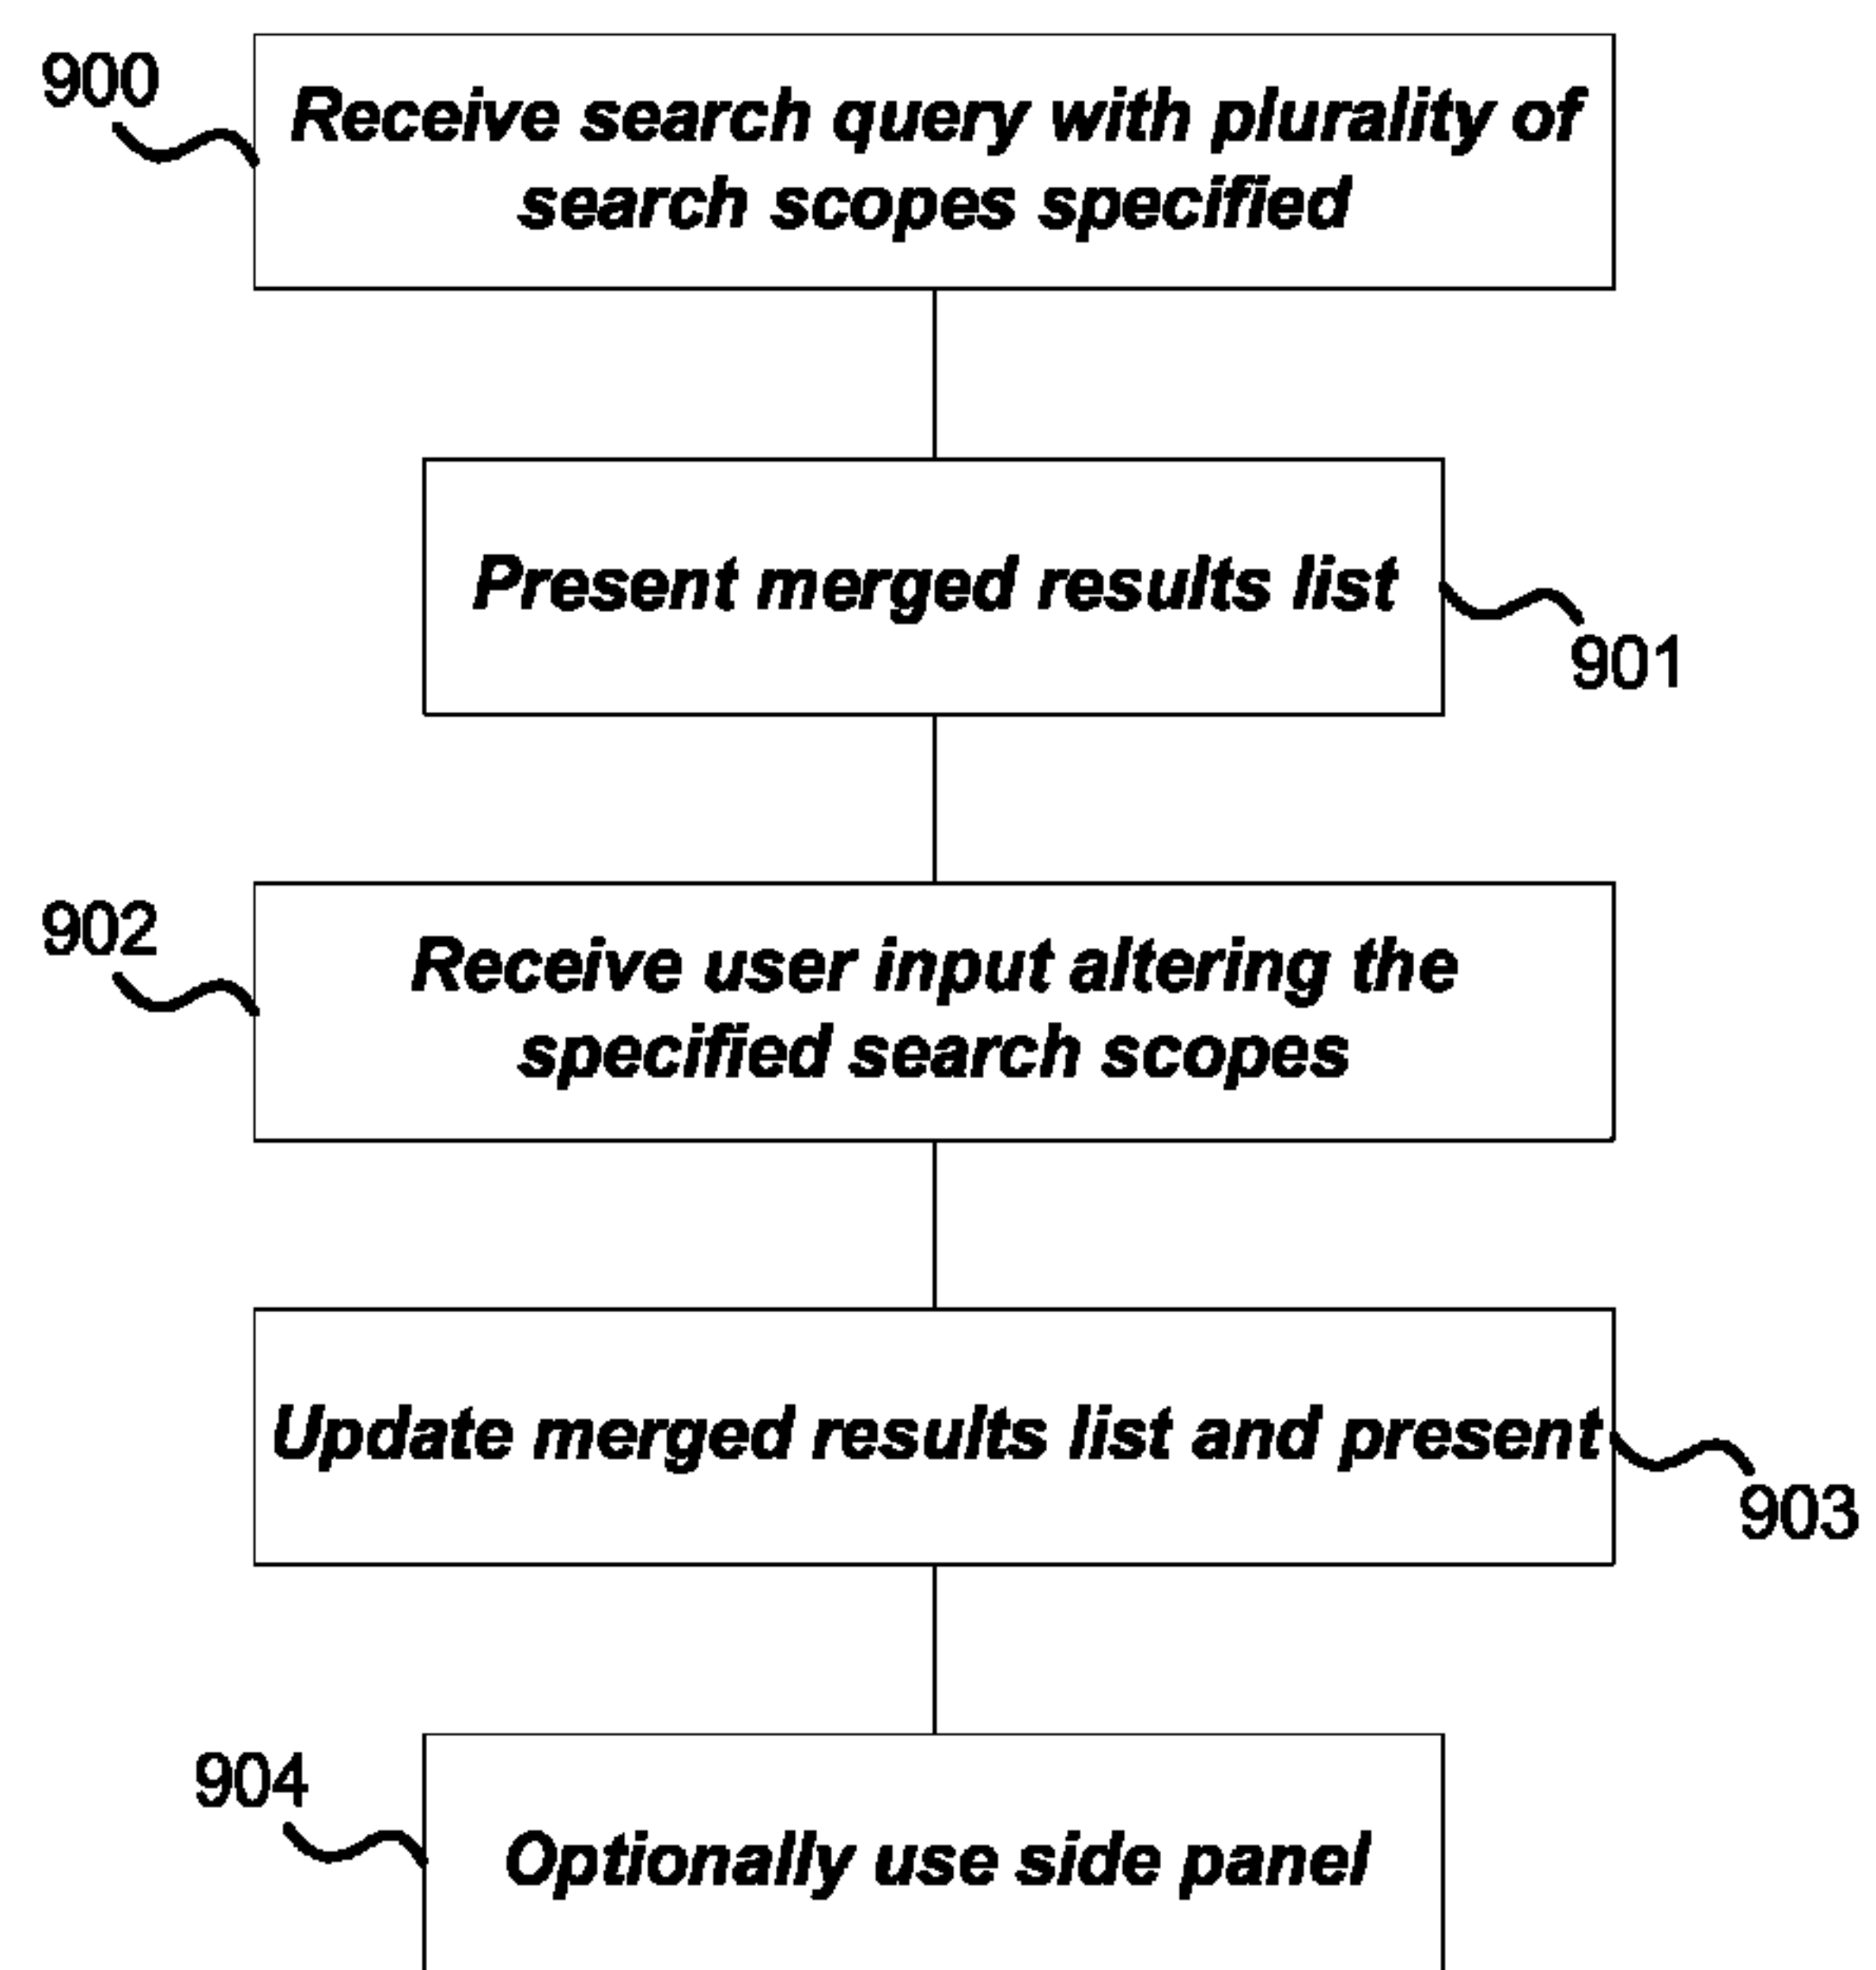 900
Receive search query with plurality of
search scopes specified
Present merged results list
901
902
Receive user input altering the
specified search scopes
Update merged results list and present
903
904
Optionally use side panel